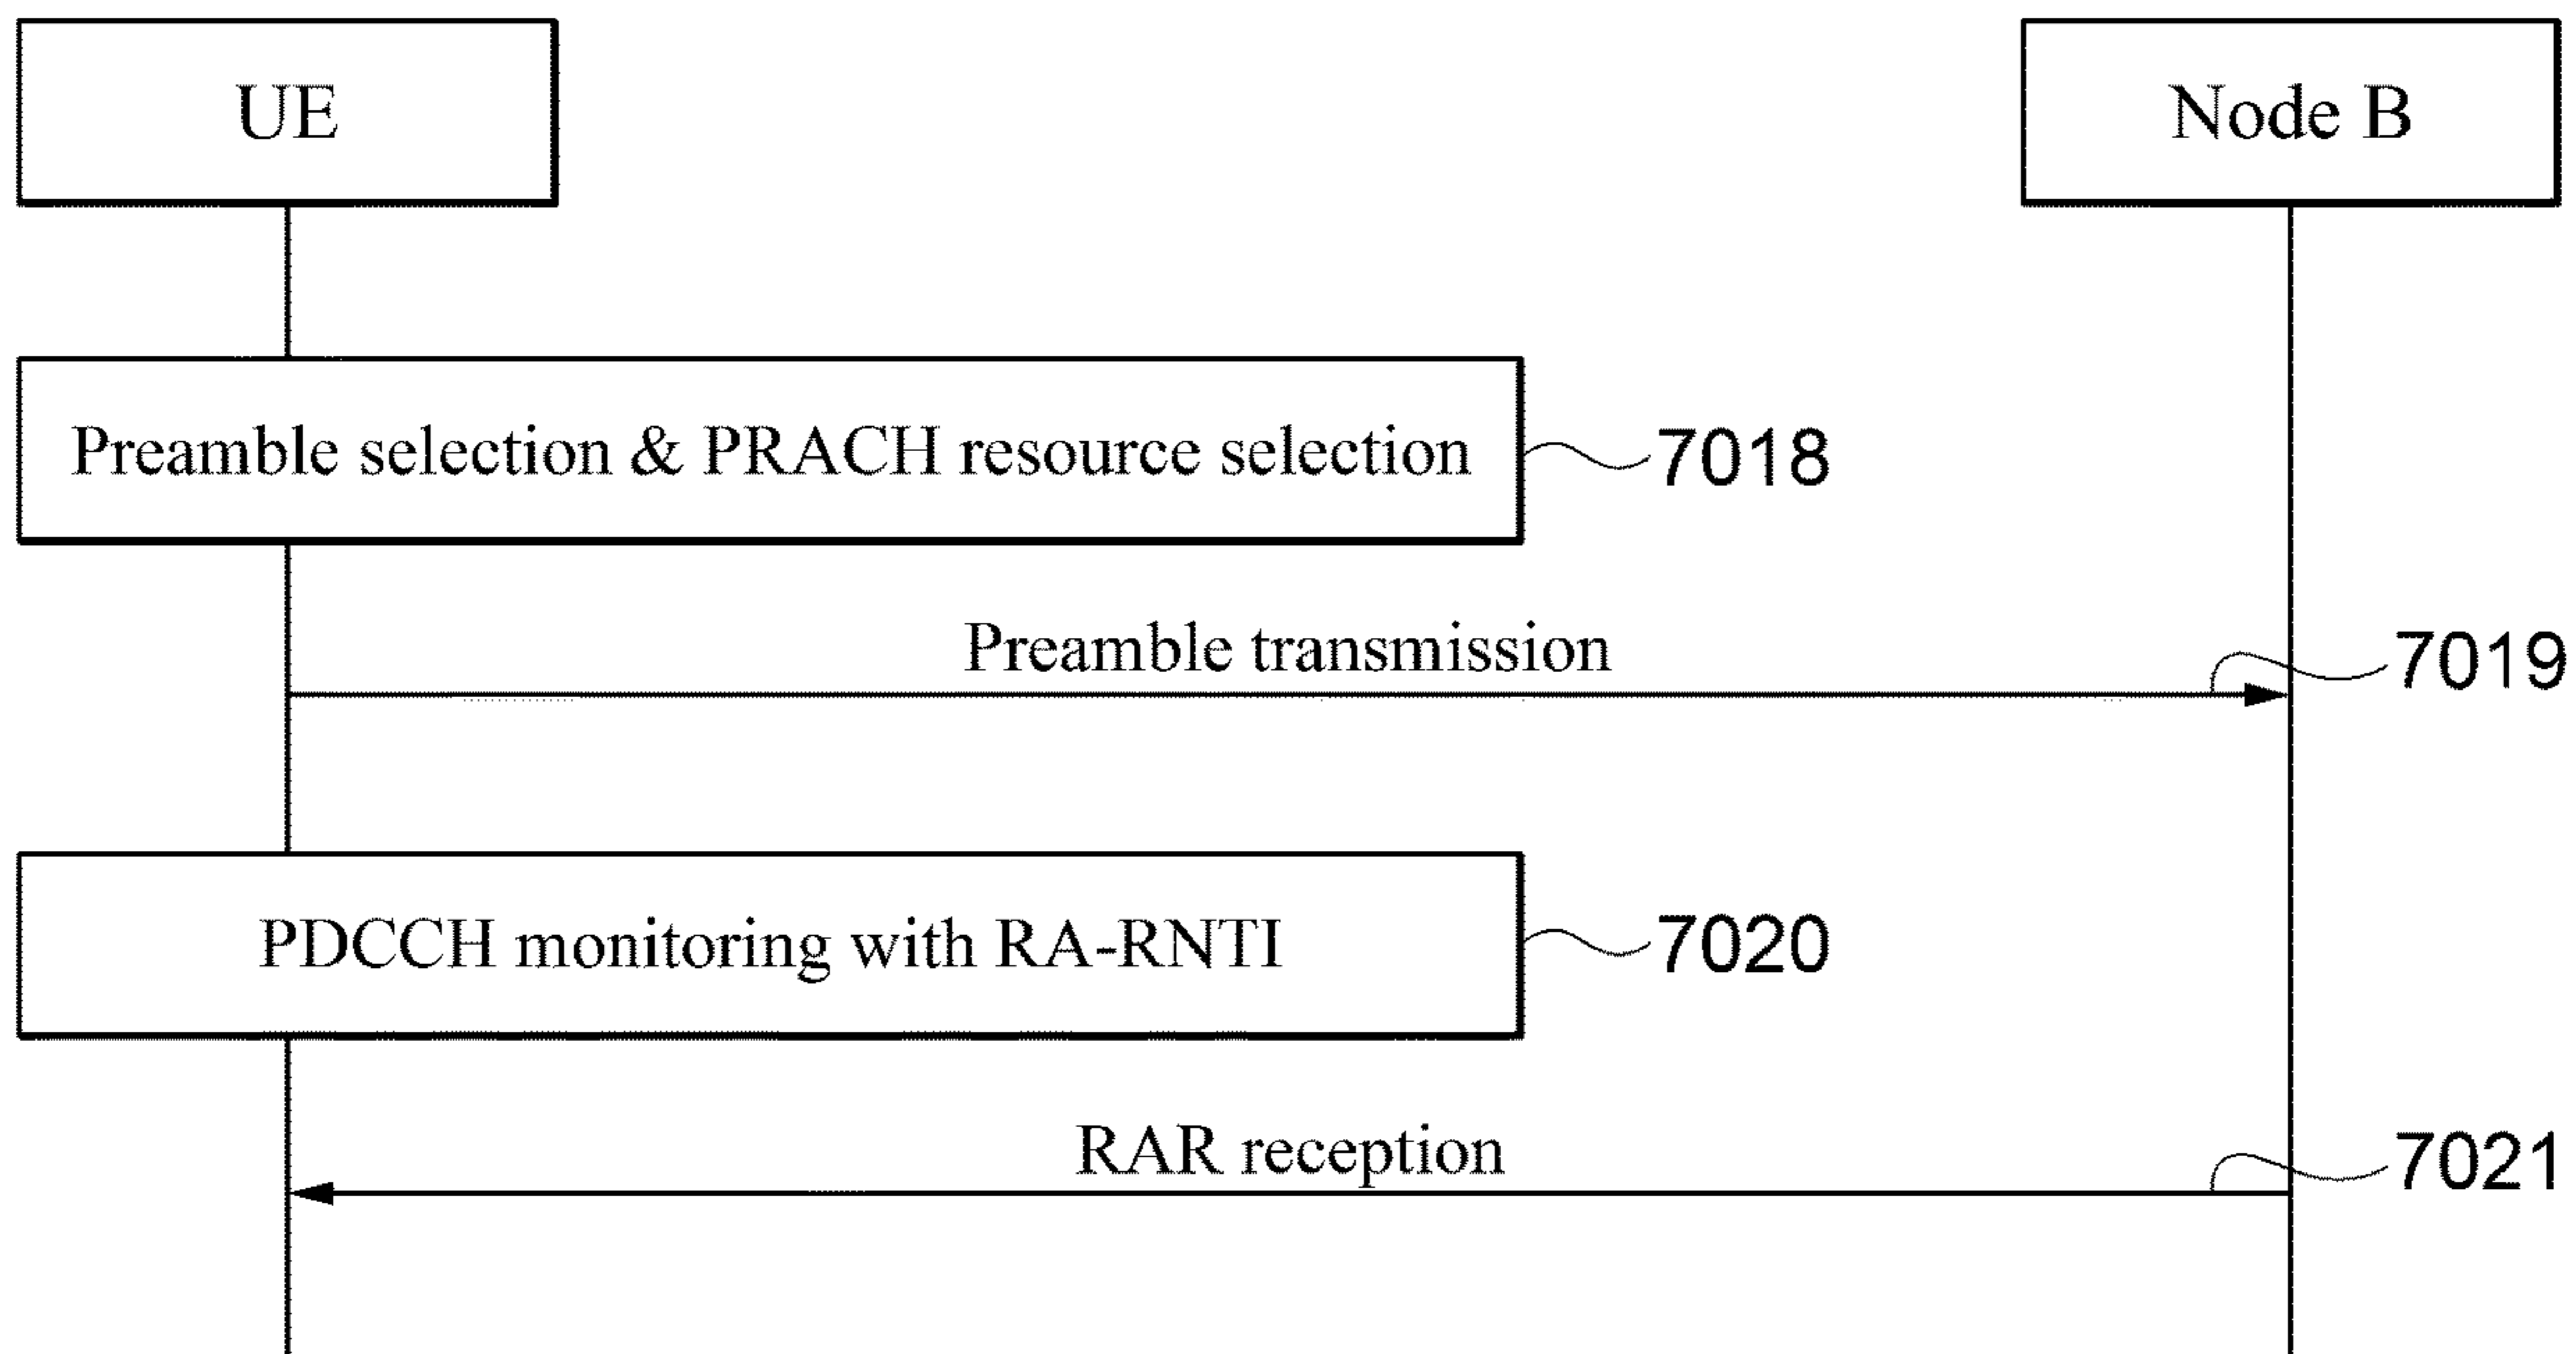 UE
Node B
Preamble selection & PRACH resource selection
7018
Preamble transmission
7019
PDCCH monitoring with RA-RNTI
7020
RAR reception
7021